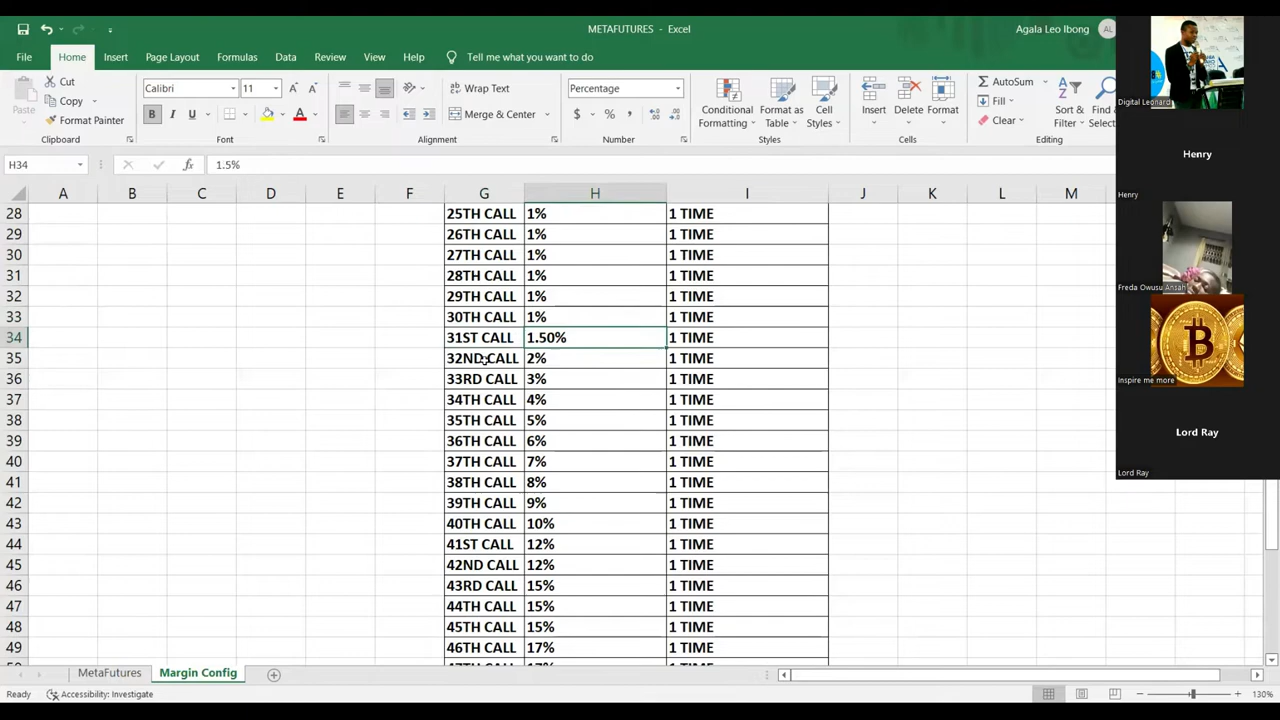 METAFUTURES - Excel
Agala Leo Ibong AL
File Home Insert Page Layout Formulas Data Review View Help Tell me what you want to do
Paste Cut Copy Format Painter Clipboard
Calibri 11 B I U A Font
Wrap Text Merge & Center Alignment
Percentage $ % Number
Conditional Formatting Format as Table Cell Styles Styles
Insert Delete Format Cells
AutoSum Fill Clear Sort & Filter Editing
H34 fx 1.5%
A B C D E F G H I J K L M
28 25TH CALL 1% 1 TIME
29 26TH CALL 1% 1 TIME
30 27TH CALL 1% 1 TIME
31 28TH CALL 1% 1 TIME
32 29TH CALL 1% 1 TIME
33 30TH CALL 1% 1 TIME
34 31ST CALL 1.50% 1 TIME
35 32ND CALL 2% 1 TIME
36 33RD CALL 3% 1 TIME
37 34TH CALL 4% 1 TIME
38 35TH CALL 5% 1 TIME
39 36TH CALL 6% 1 TIME
40 37TH CALL 7% 1 TIME
41 38TH CALL 8% 1 TIME
42 39TH CALL 9% 1 TIME
43 40TH CALL 10% 1 TIME
44 41ST CALL 12% 1 TIME
45 42ND CALL 12% 1 TIME
46 43RD CALL 15% 1 TIME
47 44TH CALL 15% 1 TIME
48 45TH CALL 15% 1 TIME
49 46TH CALL 17% 1 TIME
MetaFutures Margin Config
Ready Accessibility: Investigate 130%
Digital Leonard
Henry
Henry
Freda Owusu Ansah
Inspire me more
Lord Ray
Lord Ray